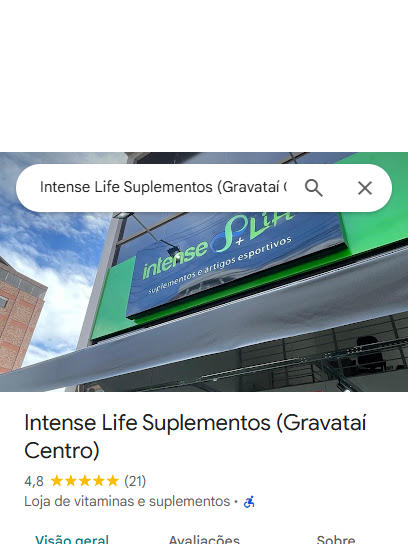 Intense Life Suplementos (Gravataí C
intense + Life
suplementos e artigos esportivos
Intense Life Suplementos (Gravataí
Centro)
4,8 (21)
Loja de vitaminas e suplementos ·
Visão geral Avaliações Sobre